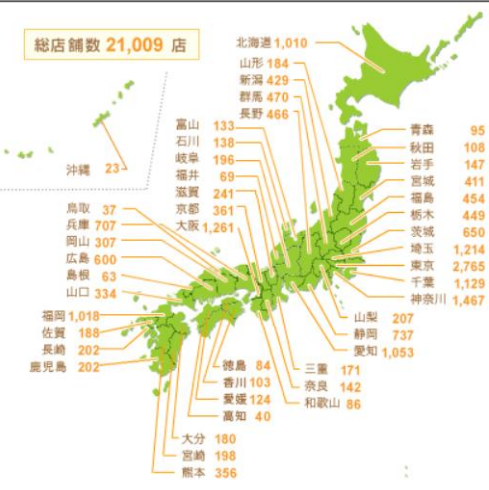 総店舗数 21,009 店
北海道 1,010
山形 184
新潟 429
群馬 470
長野 466
富山 133
石川 138
岐阜 196
福井 69
滋賀 241
京都 361
大阪 1,261
沖縄 23
鳥取 37
兵庫 707
岡山 307
広島 600
島根 63
山口 334
福岡 1,018
佐賀 188
長崎 202
鹿児島 202
青森 95
秋田 108
岩手 147
宮城 411
福島 454
栃木 449
茨城 650
埼玉 1,214
東京 2,765
千葉 1,129
神奈川 1,467
山梨 207
静岡 737
愛知 1,053
徳島 84
香川 103
愛媛 124
高知 40
三重 171
奈良 142
和歌山 86
大分 180
宮崎 198
熊本 356